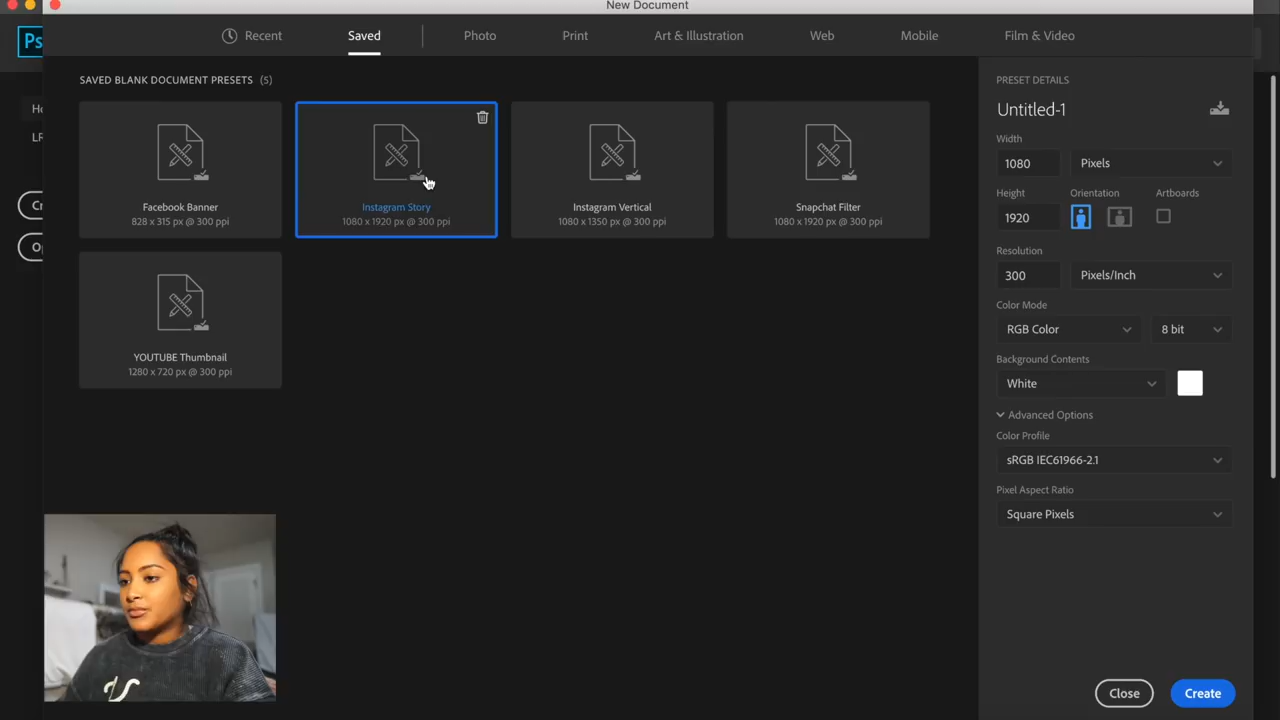 New Document
Ps
Recent
Saved
Photo
Print
Art & Illustration
Web
Mobile
Film & Video
SAVED BLANK DOCUMENT PRESETS (5)
Facebook Banner
828 x 315 px @ 300 ppi
Instagram Story
1080 x 1920 px @ 300 ppi
Instagram Vertical
1080 x 1350 px @ 300 ppi
Snapchat Filter
1080 x 1920 px @ 300 ppi
YOUTUBE Thumbnail
1280 x 720 px @ 300 ppi
PRESET DETAILS
Untitled-1
Width
1080 Pixels
Height Orientation Artboards
1920
Resolution
300 Pixels/Inch
Color Mode
RGB Color 8 bit
Background Contents
White
Advanced Options
Color Profile
sRGB IEC61966-2.1
Pixel Aspect Ratio
Square Pixels
Close Create